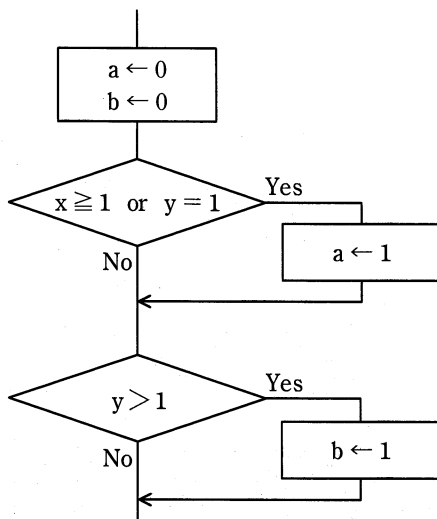 a ← 0
b ← 0
x ≧ 1 or y = 1
Yes
a ← 1
No
y > 1
Yes
b ← 1
No